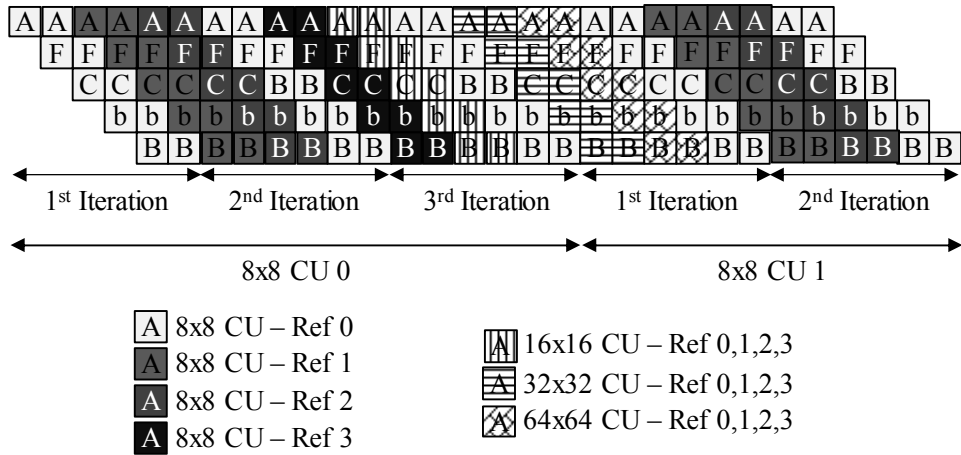 A A A A A A A A A A A A A A A A A A A A A A A A A A
F F F F F F F F F F F F F F F F F F F F F F F F F F
C C C C C C B B C C C C B B C C C C C C C C C C B B
b b b b b b b b b b b b b b b b b b b b b b b b b b
B B B B B B B B B B B B B B B B B B B B B B B B B B
1st Iteration 2nd Iteration 3rd Iteration 1st Iteration 2nd Iteration
8x8 CU 0 8x8 CU 1
A 8x8 CU – Ref 0
A 8x8 CU – Ref 1
A 8x8 CU – Ref 2
A 8x8 CU – Ref 3
A 16x16 CU – Ref 0,1,2,3
A 32x32 CU – Ref 0,1,2,3
A 64x64 CU – Ref 0,1,2,3